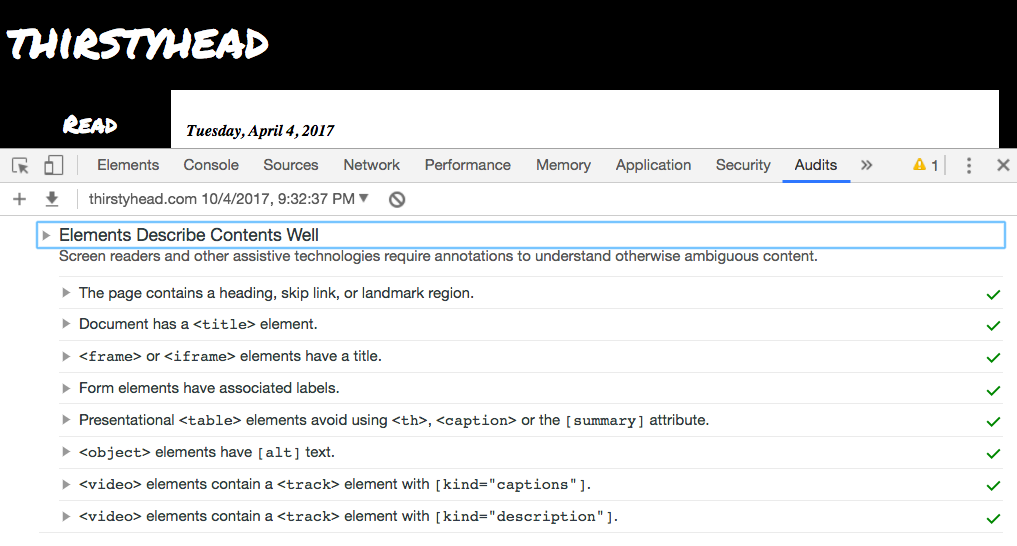 THIRSTYHEAD
READ
Tuesday, April 4, 2017
Elements Console Sources Network Performance Memory Application Security Audits » 1
thirstyhead.com 10/4/2017, 9:32:37 PM ▼
Elements Describe Contents Well
Screen readers and other assistive technologies require annotations to understand otherwise ambiguous content.
The page contains a heading, skip link, or landmark region.
Document has a <title> element.
<frame> or <iframe> elements have a title.
Form elements have associated labels.
Presentational <table> elements avoid using <th>, <caption> or the [summary] attribute.
<object> elements have [alt] text.
<video> elements contain a <track> element with [kind="captions"].
<video> elements contain a <track> element with [kind="description"].